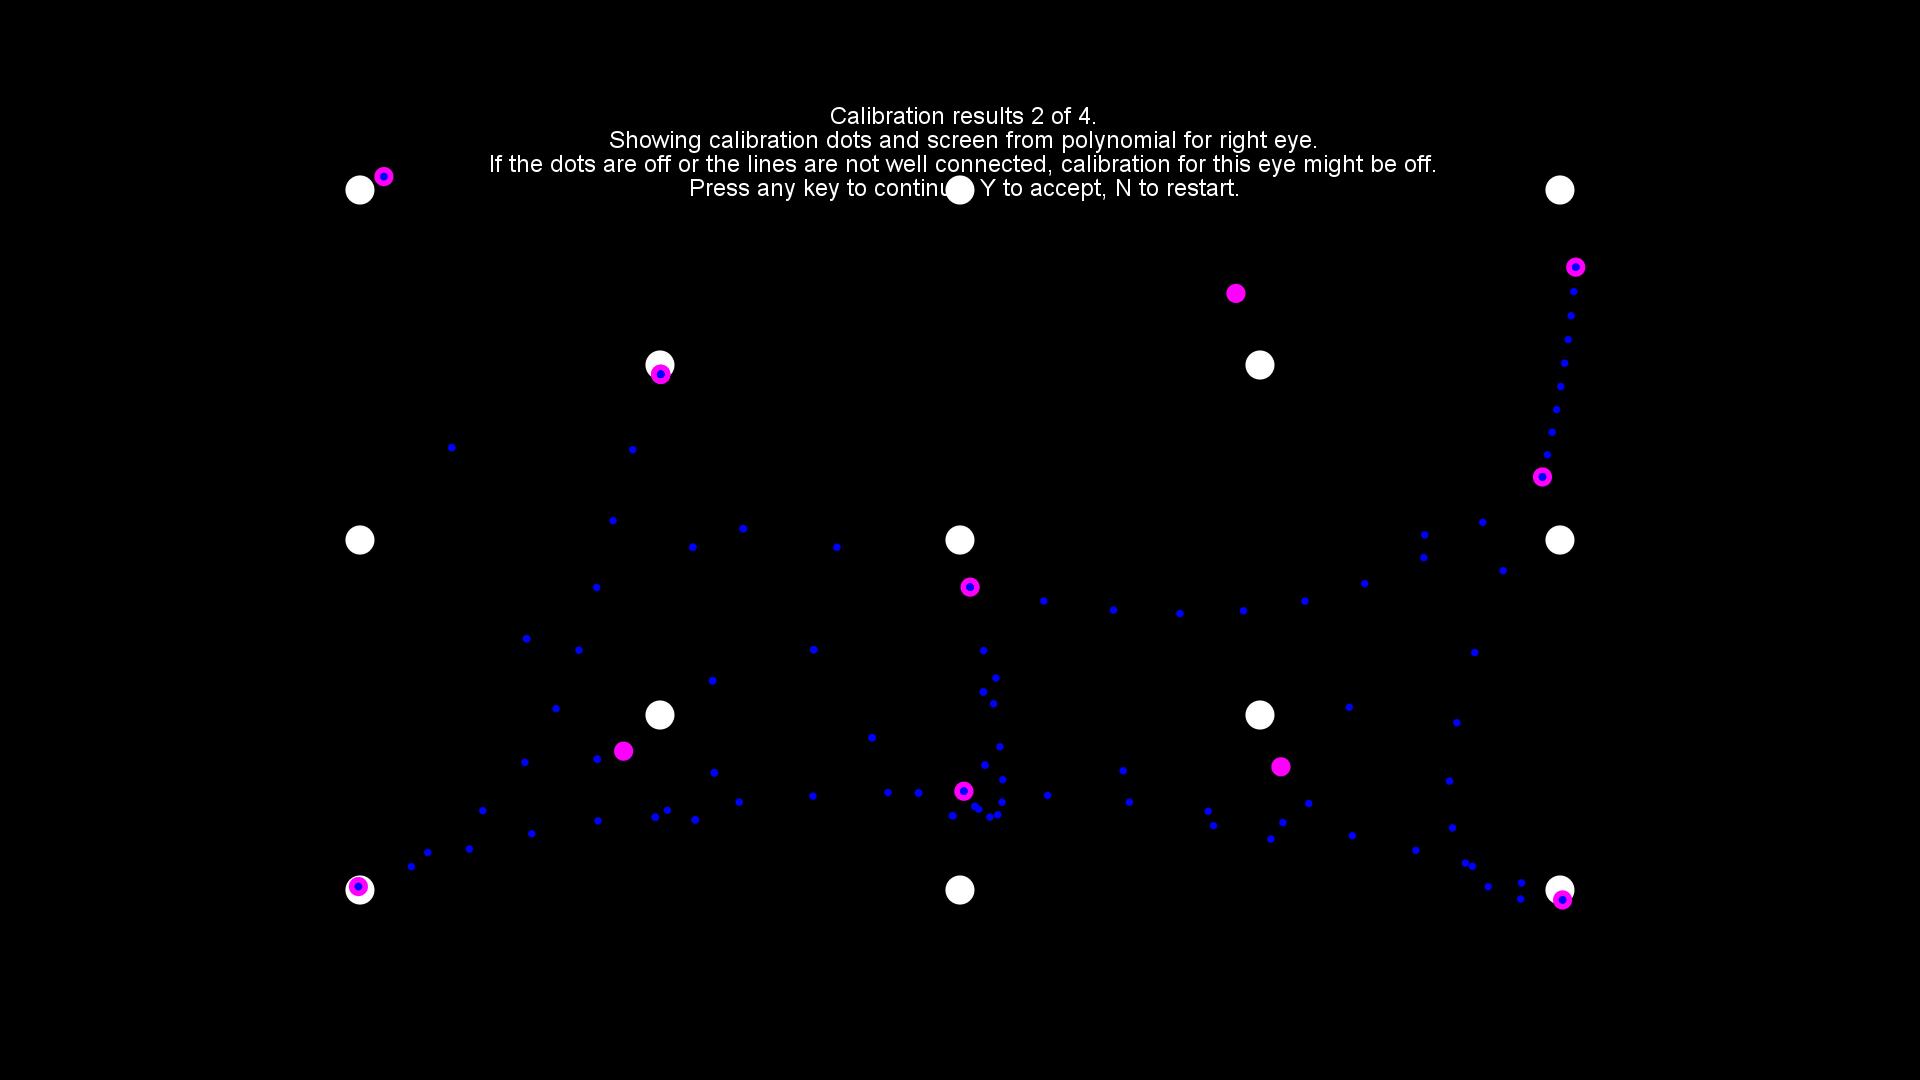 Calibration results 2 of 4.
Showing calibration dots and screen from polynomial for right eye.
If the dots are off or the lines are not well connected, calibration for this eye might be off.
Press any key to continu Y to accept, N to restart.